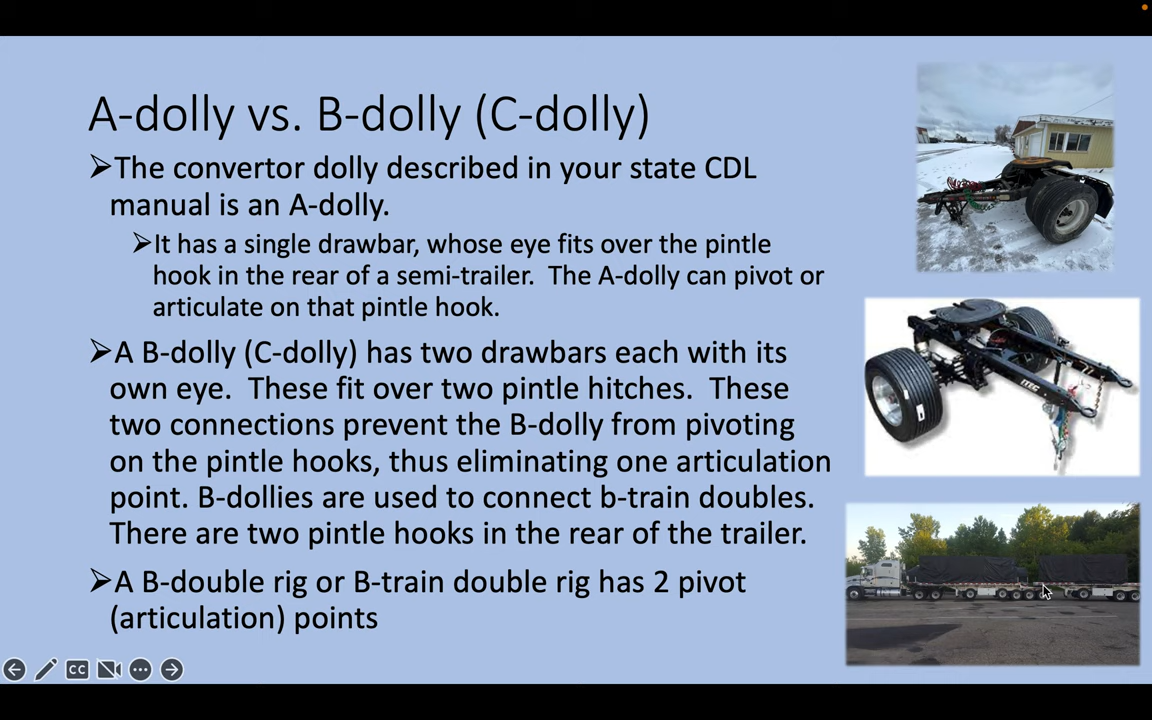 A-dolly vs. B-dolly (C-dolly)
➢The convertor dolly described in your state CDL
manual is an A-dolly.
➢It has a single drawbar, whose eye fits over the pintle
hook in the rear of a semi-trailer. The A-dolly can pivot or
articulate on that pintle hook.
➢A B-dolly (C-dolly) has two drawbars each with its
own eye. These fit over two pintle hitches. These
two connections prevent the B-dolly from pivoting
on the pintle hooks, thus eliminating one articulation
point. B-dollies are used to connect b-train doubles.
There are two pintle hooks in the rear of the trailer.
➢A B-double rig or B-train double rig has 2 pivot
(articulation) points
CC